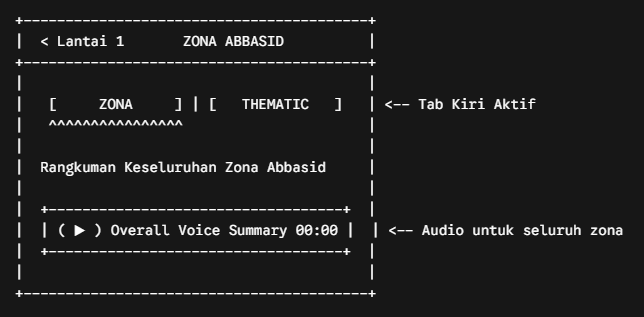 +-----------------------------------------+
|  < Lantai 1       ZONA ABBASID          |
+-----------------------------------------+
|                                         |
|   [     ZONA     ] | [   THEMATIC   ]   | <-- Tab Kiri Aktif
|   ^^^^^^^^^^^^^^^^                      |
|                                         |
|  Rangkuman Keseluruhan Zona Abbasid     |
|                                         |
|  +-----------------------------------+  |
|  | ( ▶ ) Overall Voice Summary 00:00 |  | <-- Audio untuk seluruh zona
|  +-----------------------------------+  |
|                                         |
+-----------------------------------------+